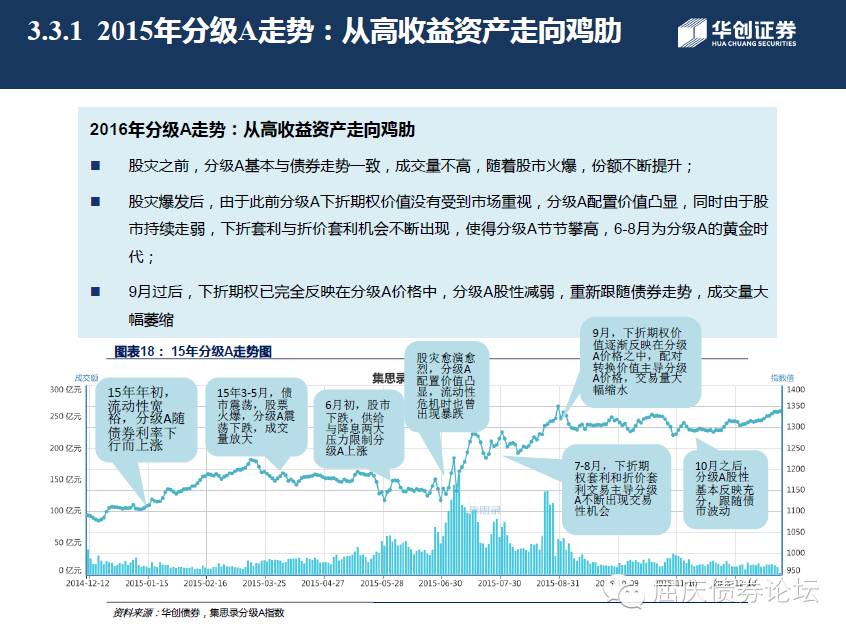 3.3.1 2015年分级A走势：从高收益资产走向鸡肋
华创证券
HUA CHUANG SECURITIES
2016年分级A走势：从高收益资产走向鸡肋
■ 股灾之前，分级A基本与债券走势一致，成交量不高，随着股市火爆，份额不断提升；
■ 股灾爆发后，由于此前分级A下折期权价值没有受到市场重视，分级A配置价值凸显，同时由于股
市持续走弱，下折套利与折价套利机会不断出现，使得分级A节节攀高，6-8月为分级A的黄金时
代；
■ 9月过后，下折期权已完全反映在分级A价格中，分级A股性减弱，重新跟随债券走势，成交量大
幅萎缩
图表18： 15年分级A走势图
成交额
集思录
指数值
15年年初，
流动性宽
裕，分级A随
债券利率下
行而上涨
15年3-5月，债
市震荡，股票
火爆，分级A震
荡下跌，成交
量放大
6月初，股市
下跌，供给
与降息两大
压力限制分
级A上涨
股灾愈演愈
烈，分级A
配置价值凸
显，流动性
危机时也曾
出现暴跌
9月，下折期权价
值逐渐反映在分级
A价格之中，配对
转换价值主导分级
A价格，交易量大
幅缩水
7-8月，下折期
权套利和折价套
利交易主导分级
A不断出现交易
性机会
10月之后，
分级A股性
基本反映充
分，跟随债
市波动
300 亿元
250 亿元
200 亿元
150 亿元
100 亿元
50 亿元
0 亿元
1400
1350
1300
1250
1200
1150
1100
1050
1000
950
集思录
2014-12-12 2015-01-15 2015-02-16 2015-03-25 2015-04-27 2015-05-28 2015-06-30 2015-07-30 2015-08-31
屈庆债券论坛
资料来源：华创证券，集思录分级A指数